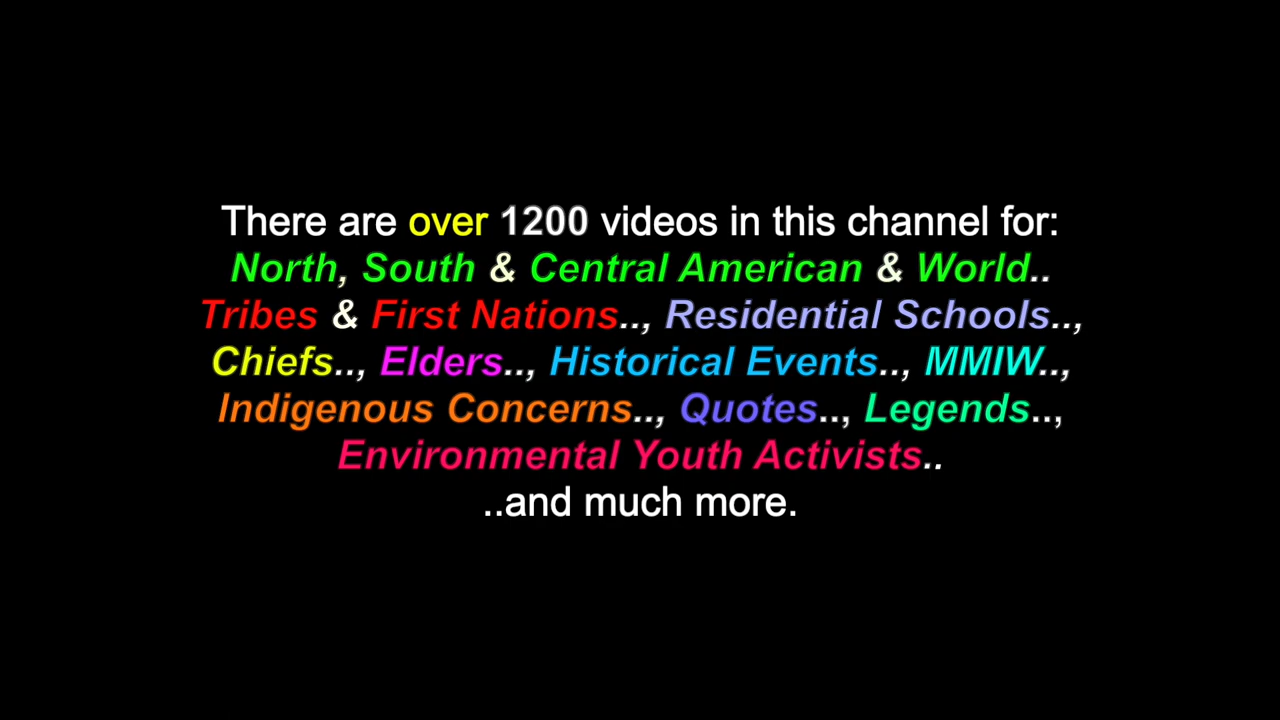 There are over 1200 videos in this channel for:
North, South & Central American & World..
Tribes & First Nations.., Residential Schools..,
Chiefs.., Elders.., Historical Events.., MMIW..,
Indigenous Concerns.., Quotes.., Legends..,
Environmental Youth Activists..
..and much more.